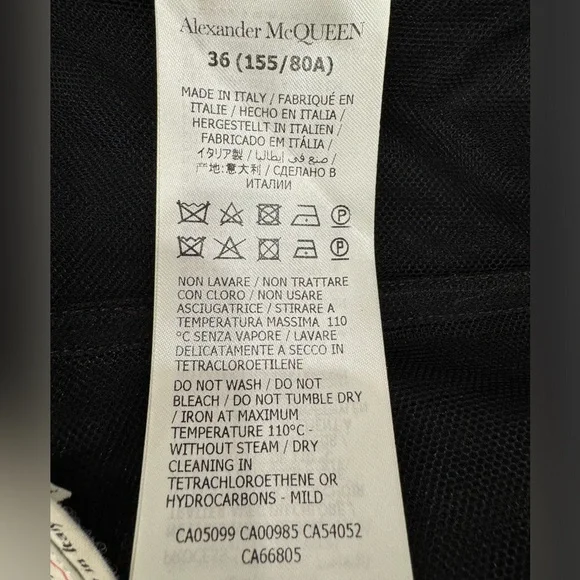 Alexander McQUEEN
36 (155/80A)
MADE IN ITALY / FABRIQUÉ EN
ITALIE / HECHO EN ITALIA /
HERGESTELLT IN ITALIEN /
FABRICADO EM ITÁLIA /
イタリア製 / صنع في إيطاليا /
产地:意大利 / СДЕЛАНО В
ИТАЛИИ
P
P
NON LAVARE / NON TRATTARE
CON CLORO / NON USARE
ASCIUGATRICE / STIRARE A
TEMPERATURA MASSIMA 110
°C SENZA VAPORE / LAVARE
DELICATAMENTE A SECCO IN
TETRACLOROETILENE
DO NOT WASH / DO NOT
BLEACH / DO NOT TUMBLE DRY
/ IRON AT MAXIMUM
TEMPERATURE 110°C -
WITHOUT STEAM / DRY
CLEANING IN
TETRACHLOROETHENE OR
HYDROCARBONS - MILD
CA05099 CA00985 CA54052
CA66805
in Italy